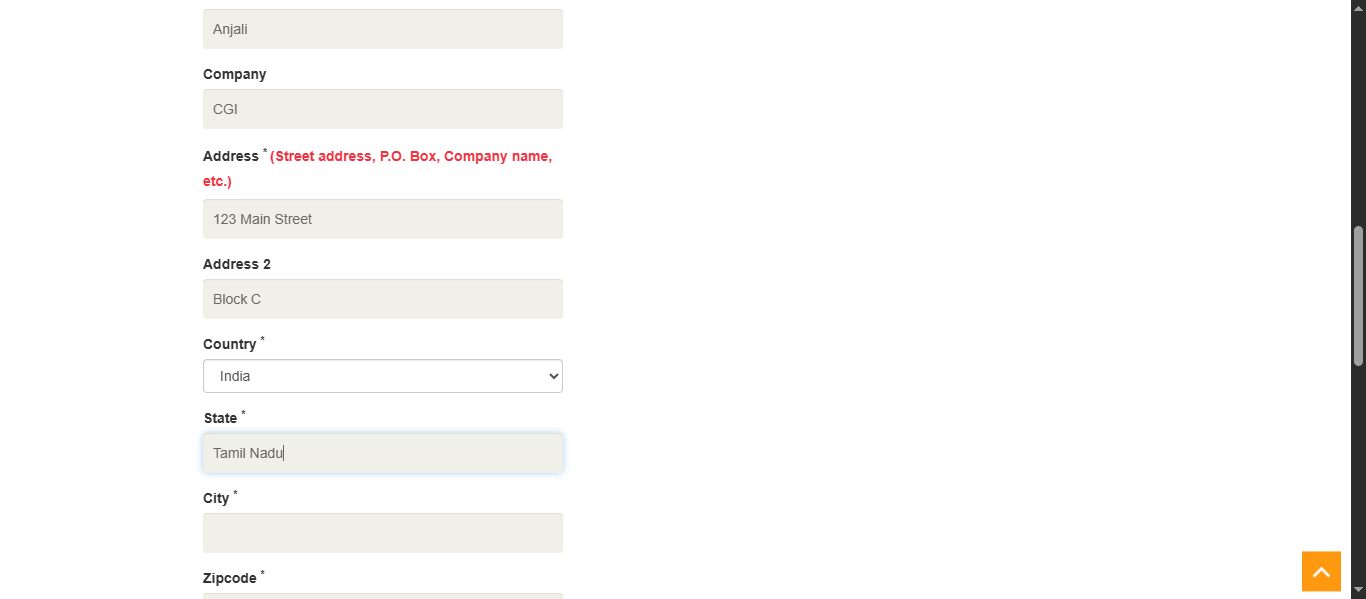 Anjali
Company
CGI
Address * (Street address, P.O. Box, Company name,
etc.)
123 Main Street
Address 2
Block C
Country *
India
State *
Tamil Nadu
City *
Zipcode *